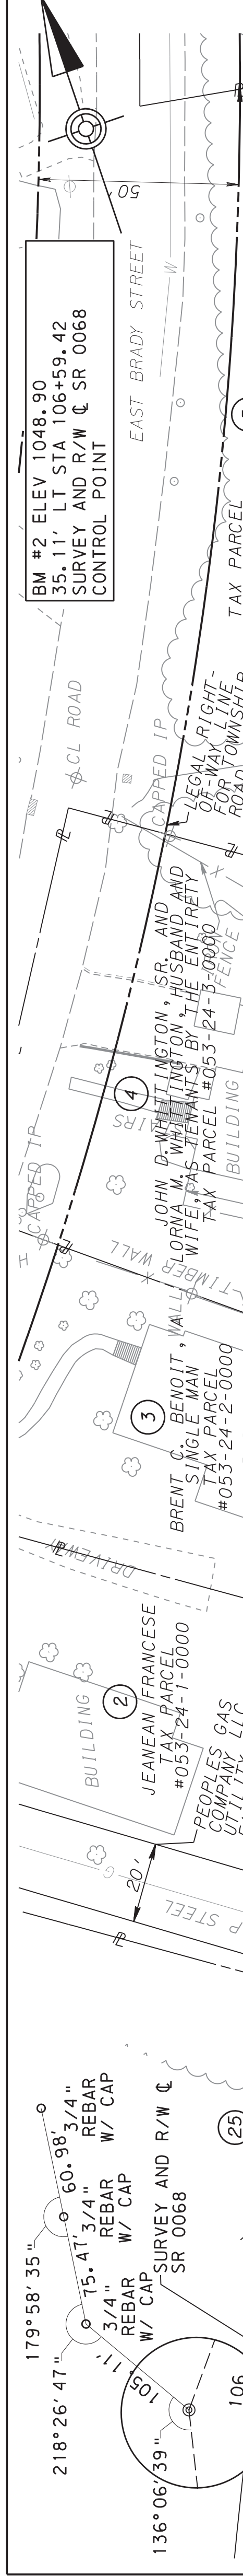 BM #2 ELEV 1048.90
35.11' LT STA 106+59.42
SURVEY AND R/W ℄ SR 0068
CONTROL POINT
50'
EAST BRADY STREET
W
CL ROAD
CAPPED IP
LEGAL RIGHT-
OF-WAY LINE
FOR TOWNSHIP
ROAD
TAX PARCEL
CAPPED IP
4
STAIRS
JOHN D. WHITTINGTON, SR. AND
LORNA M. WHITTINGTON, HUSBAND AND
WIFE, AS TENANTS BY THE ENTIRETY
TAX PARCEL #053-24-3-0000
FENCE
BUILDING
X
TIMBER WALL
WALL
3
BRENT C. BENOIT, A
SINGLE MAN
TAX PARCEL
#053-24-2-0000
DRIVEWAY
BUILDING
2
JEANEAN FRANCESE
TAX PARCEL
#053-24-1-0000
PEOPLES GAS
COMPANY LLC
UTILITY
20'
G
P STEEL
179°58'35"
60.98'
3/4"
REBAR
W/ CAP
218°26'47"
75.47'
3/4"
REBAR
W/ CAP
3/4"
REBAR
W/ CAP
105.11'
136°06'39"
SURVEY AND R/W ℄
SR 0068
25
106